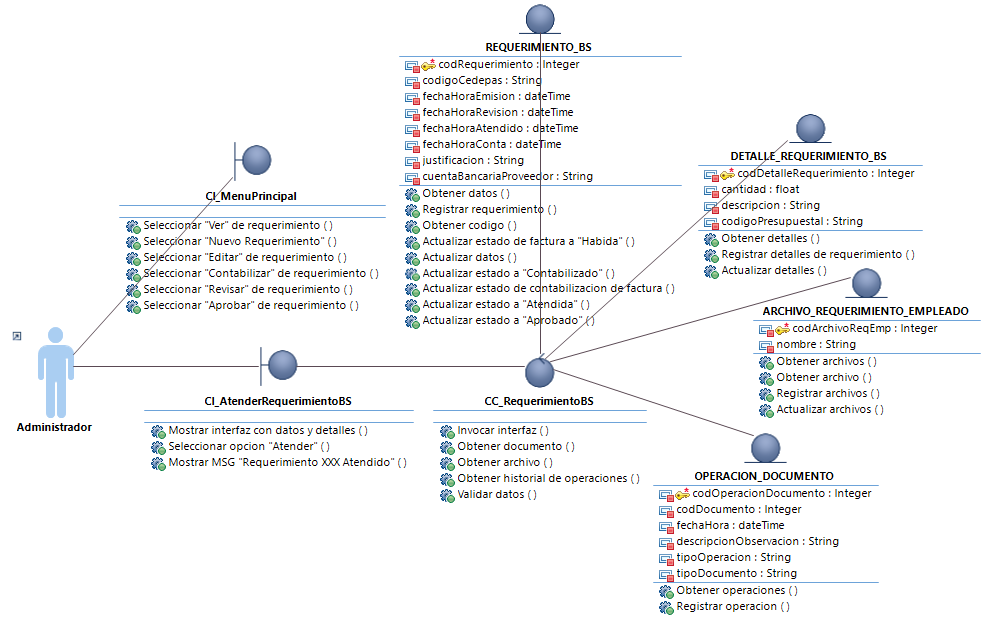 REQUERIMIENTO_BS
codRequerimiento : Integer
codigoCedepas : String
fechaHoraEmision : dateTime
fechaHoraRevision : dateTime
fechaHoraAtendido : dateTime
fechaHoraConta : dateTime
justificacion : String
cuentaBancariaProveedor : String
Obtener datos ( )
Registrar requerimiento ( )
Obtener codigo ( )
Actualizar estado de factura a "Habida" ( )
Actualizar datos ( )
Actualizar estado a "Contabilizado" ( )
Actualizar estado de contabilizacion de factura ( )
Actualizar estado a "Atendida" ( )
Actualizar estado a "Aprobado" ( )
CI_MenuPrincipal
Seleccionar "Ver" de requerimiento ( )
Seleccionar "Nuevo Requerimiento" ( )
Seleccionar "Editar" de requerimiento ( )
Seleccionar "Contabilizar" de requerimiento ( )
Seleccionar "Revisar" de requerimiento ( )
Seleccionar "Aprobar" de requerimiento ( )
DETALLE_REQUERIMIENTO_BS
codDetalleRequerimiento : Integer
cantidad : float
descripcion : String
codigoPresupuestal : String
Obtener detalles ( )
Registrar detalles de requerimiento ( )
Actualizar detalles ( )
ARCHIVO_REQUERIMIENTO_EMPLEADO
codArchivoReqEmp : Integer
nombre : String
Obtener archivos ( )
Obtener archivo ( )
Registrar archivos ( )
Actualizar archivos ( )
Administrador
CI_AtenderRequerimientoBS
Mostrar interfaz con datos y detalles ( )
Seleccionar opcion "Atender" ( )
Mostrar MSG "Requerimiento XXX Atendido" ( )
CC_RequerimientoBS
Invocar interfaz ( )
Obtener documento ( )
Obtener archivo ( )
Obtener historial de operaciones ( )
Validar datos ( )
OPERACION_DOCUMENTO
codOperacionDocumento : Integer
codDocumento : Integer
fechaHora : dateTime
descripcionObservacion : String
tipoOperacion : String
tipoDocumento : String
Obtener operaciones ( )
Registrar operacion ( )